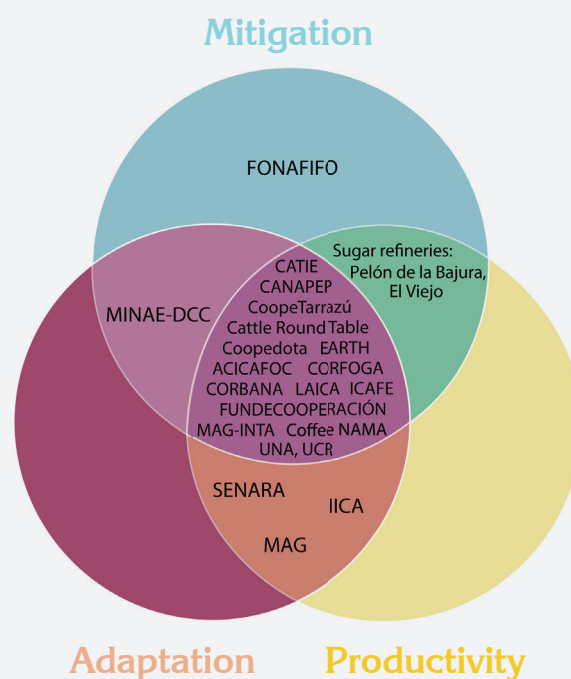 Mitigation
FONAFIFO
Sugar refineries:
Pelón de la Bajura,
El Viejo
MINAE-DCC
CATIE
CANAPEP
CoopeTarrazú
Cattle Round Table
Coopedota EARTH
ACICAFOC CORFOGA
CORBANA LAICA ICAFE
FUNDECOOPERACIÓN
MAG-INTA Coffee NAMA
UNA, UCR
SENARA
IICA
MAG
Adaptation
Productivity